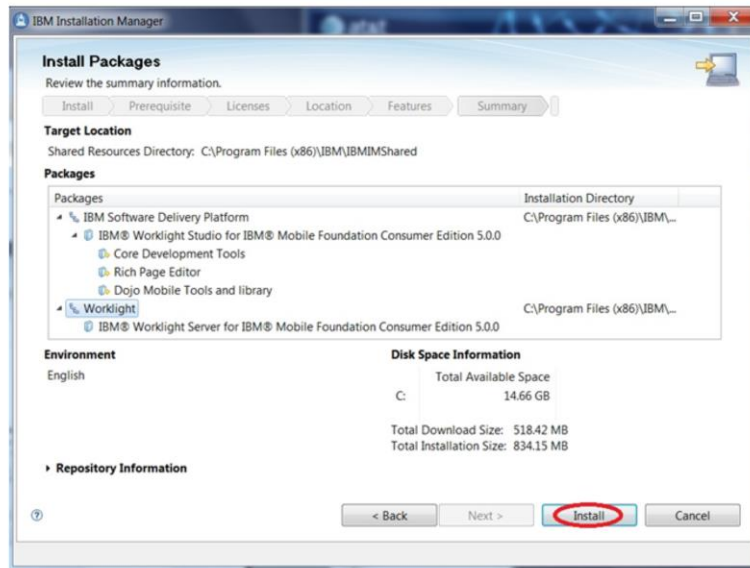 IBM Installation Manager
Install Packages
Review the summary information.
Install Prerequisite Licenses Location Features Summary
Target Location
Shared Resources Directory: C:\Program Files (x86)\IBM\IBMIMShared
Packages
Packages Installation Directory
IBM Software Delivery Platform C:\Program Files (x86)\IBM\...
IBM® Worklight Studio for IBM® Mobile Foundation Consumer Edition 5.0.0
Core Development Tools
Rich Page Editor
Dojo Mobile Tools and library
Worklight C:\Program Files (x86)\IBM\...
IBM® Worklight Server for IBM® Mobile Foundation Consumer Edition 5.0.0
Environment Disk Space Information
English Total Available Space
C: 14.66 GB
Total Download Size: 518.42 MB
Total Installation Size: 834.15 MB
Repository Information
? < Back Next > Install Cancel